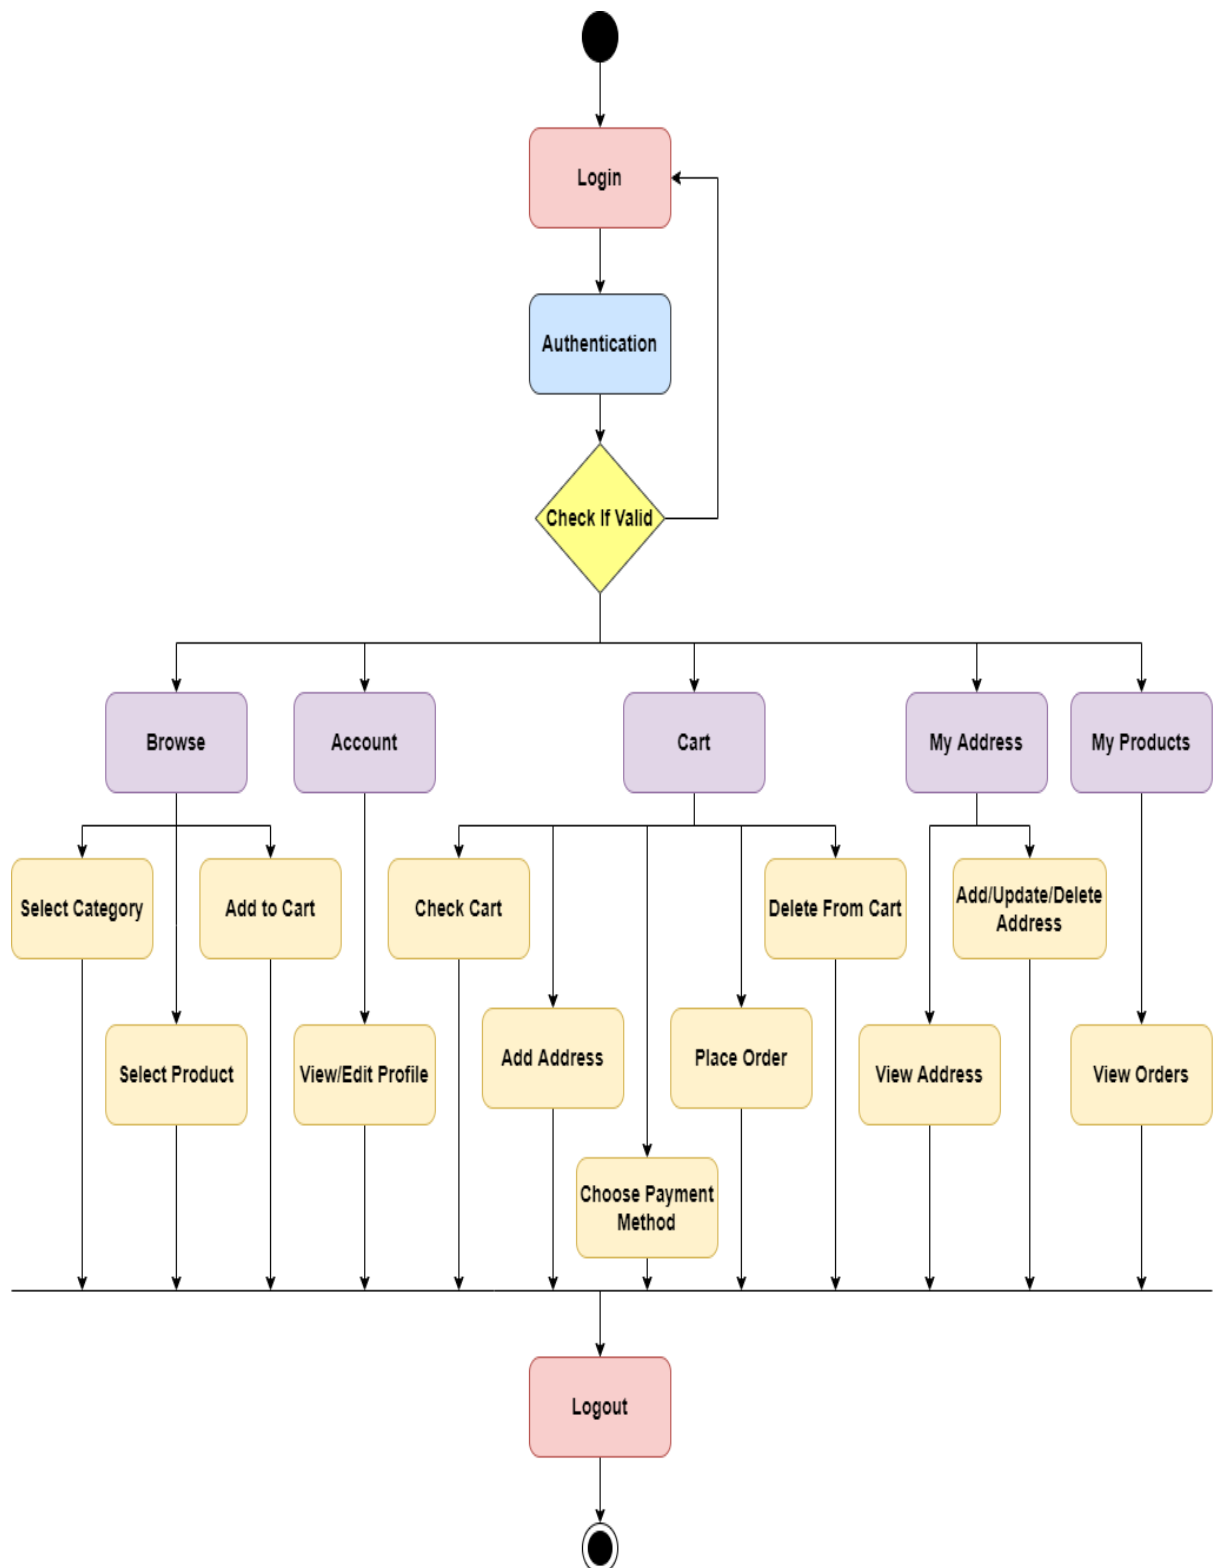 Login
Authentication
Check If Valid
Browse
Account
Cart
My Address
My Products
Select Category
Add to Cart
Check Cart
Delete From Cart
Add/Update/Delete
Address
Select Product
View/Edit Profile
Add Address
Place Order
View Address
View Orders
Choose Payment
Method
Logout